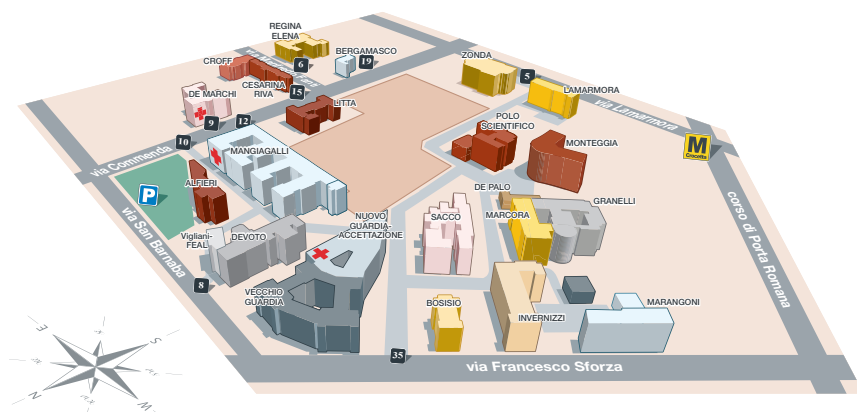 REGINA
ELENA
6
BERGAMASCO
19
CROFF
CESARINA
RIVA
15
ZONDA
5
LAMARMORA
via Lamarmora
DE MARCHI
9
12
LITTA
10
via Commenda
MANGIAGALLI
POLO
SCIENTIFICO
MONTEGGIA
M
Crocetta
ALFIERI
P
via San Barnaba
DE PALO
GRANELLI
corso di Porta Romana
Vigliani-
FEAL
DEVOTO
NUOVO
GUARDIA-
ACCETTAZIONE
SACCO
MARCORA
8
VECCHIO
GUARDIA
BOSISIO
INVERNIZZI
MARANGONI
35
via Francesco Sforza
E
S
N
W